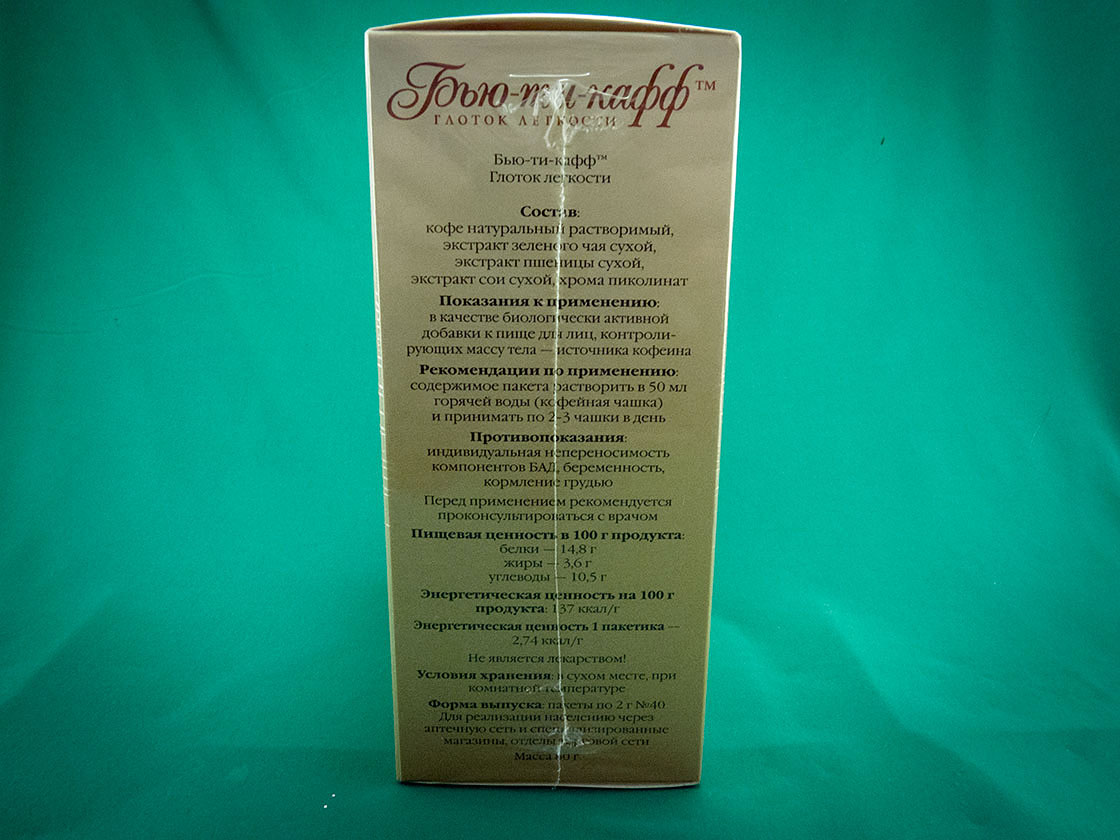 Бью-ти-кафф™
ГЛОТОК ЛЕГКОСТИ
Бью-ти-кафф™
Глоток легкости
Состав:
кофе натуральный растворимый,
экстракт зеленого чая сухой,
экстракт пшеницы сухой,
экстракт сои сухой, хрома пиколинат
Показания к применению:
в качестве биологически активной
добавки к пище для лиц, контроли-
рующих массу тела — источника кофеина
Рекомендации по применению:
содержимое пакета растворить в 50 мл
горячей воды (кофейная чашка)
и принимать по 2-3 чашки в день
Противопоказания:
индивидуальная непереносимость
компонентов БАД, беременность,
кормление грудью
Перед применением рекомендуется
проконсультироваться с врачом
Пищевая ценность в 100 г продукта:
белки — 14,8 г
жиры — 3,6 г
углеводы — 10,5 г
Энергетическая ценность на 100 г
продукта: 137 ккал/г
Энергетическая ценность 1 пакетика —
2,74 ккал/г
Не является лекарством!
Условия хранения: в сухом месте, при
комнатной температуре
Форма выпуска: пакеты по 2 г №40
Для реализации населению через
аптечную сеть и специализированные
магазины, отделы торговой сети
Масса г